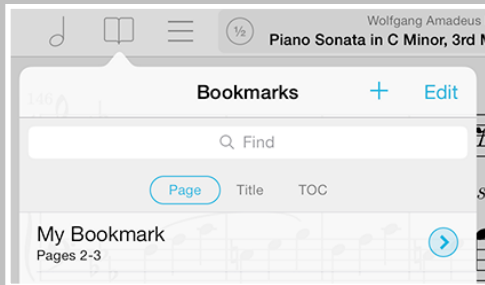 ½
Wolfgang Amadeus
Piano Sonata in C Minor, 3rd
Bookmarks + Edit
Find
Page Title TOC
My Bookmark
Pages 2-3